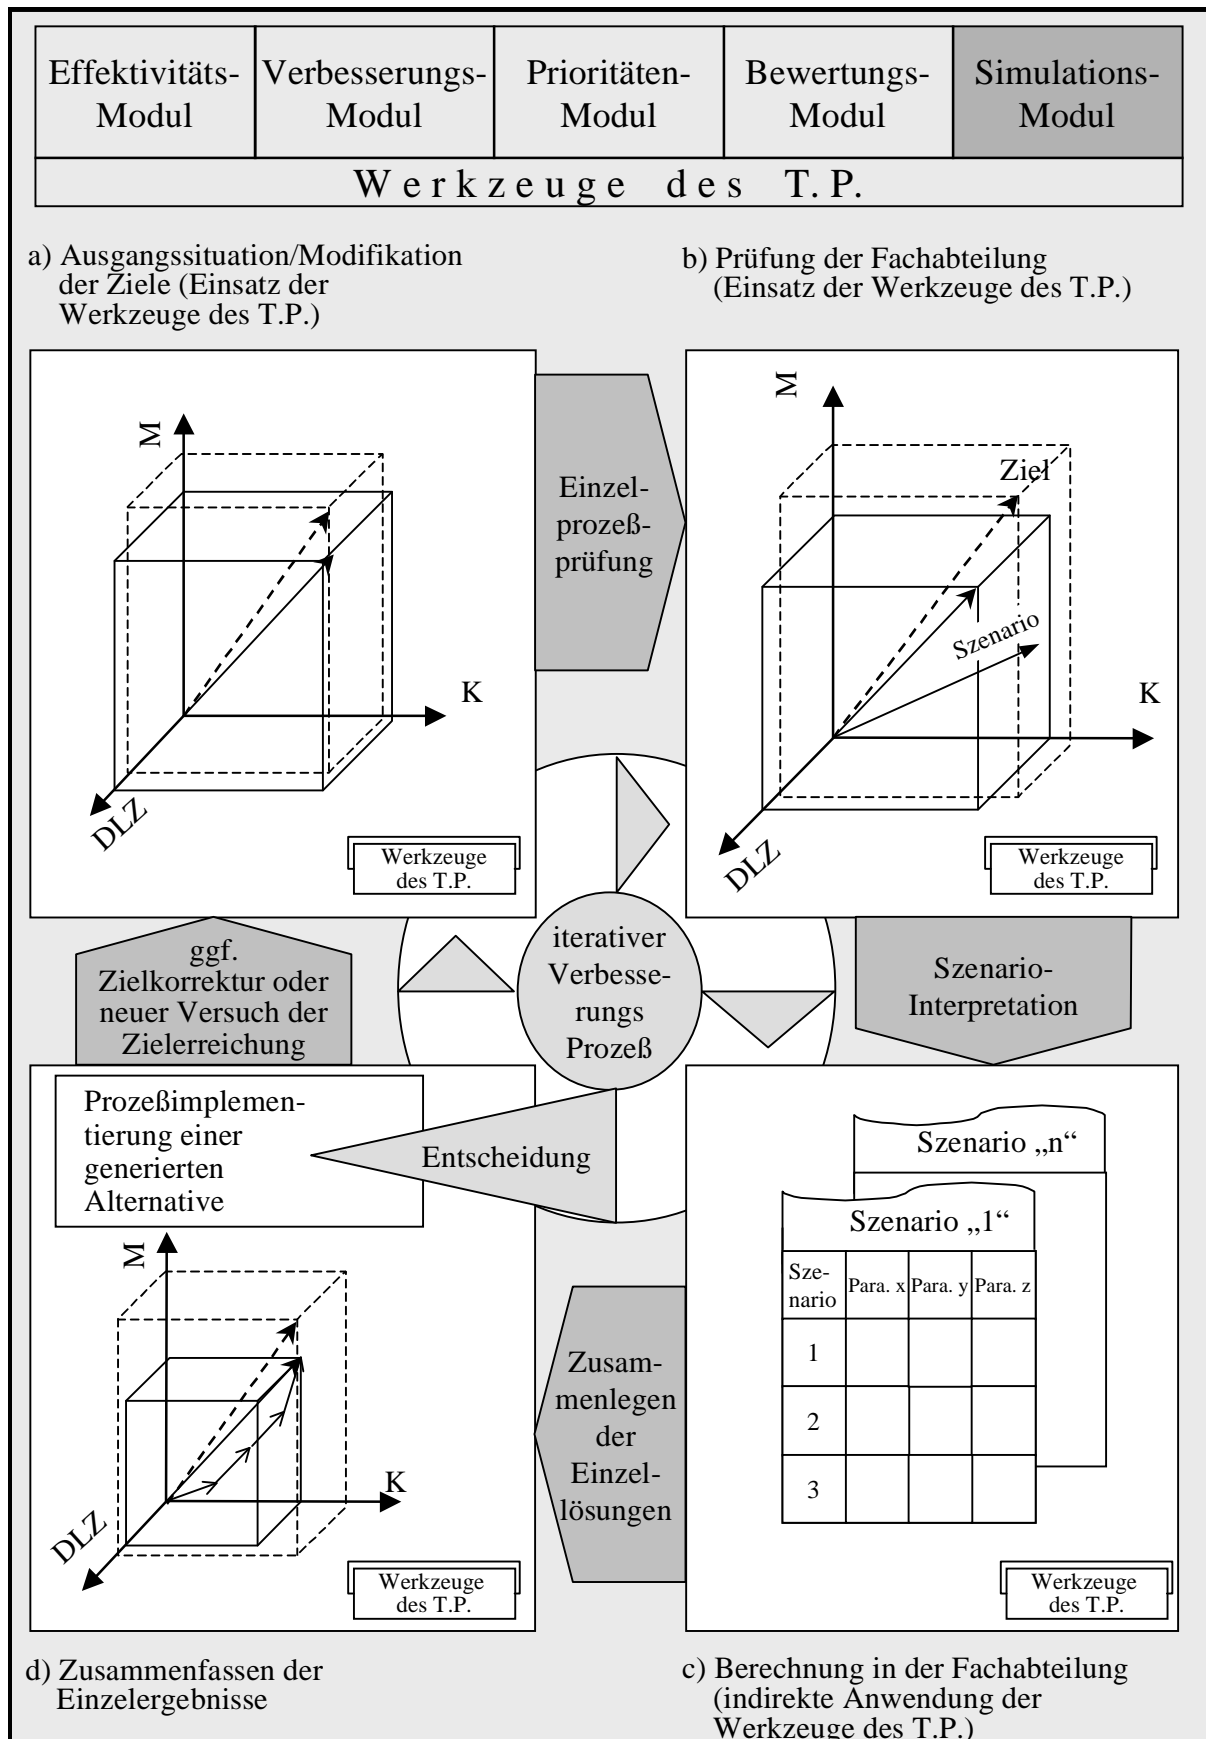 Effektivitäts-
Modul
Verbesserungs-
Modul
Prioritäten-
Modul
Bewertungs-
Modul
Simulations-
Modul
Werkzeuge des T.P.
a) Ausgangssituation/Modifikation
der Ziele (Einsatz der
Werkzeuge des T.P.)
b) Prüfung der Fachabteilung
(Einsatz der Werkzeuge des T.P.)
M
K
DLZ
Werkzeuge
des T.P.
Einzel-
prozeß-
prüfung
M
Ziel
Szenario
K
DLZ
Werkzeuge
des T.P.
ggf.
Zielkorrektur oder
neuer Versuch der
Zielerreichung
iterativer
Verbesse-
rungs
Prozeß
Szenario-
Interpretation
Prozeßimplemen-
tierung einer
generierten
Alternative
Entscheidung
M
K
DLZ
Werkzeuge
des T.P.
Zusam-
menlegen
der
Einzel-
lösungen
Szenario „n“
Szenario „1“
Sze-
nario
Para. x
Para. y
Para. z
1
2
3
Werkzeuge
des T.P.
d) Zusammenfassen der
Einzelergebnisse
c) Berechnung in der Fachabteilung
(indirekte Anwendung der
Werkzeuge des T.P.)